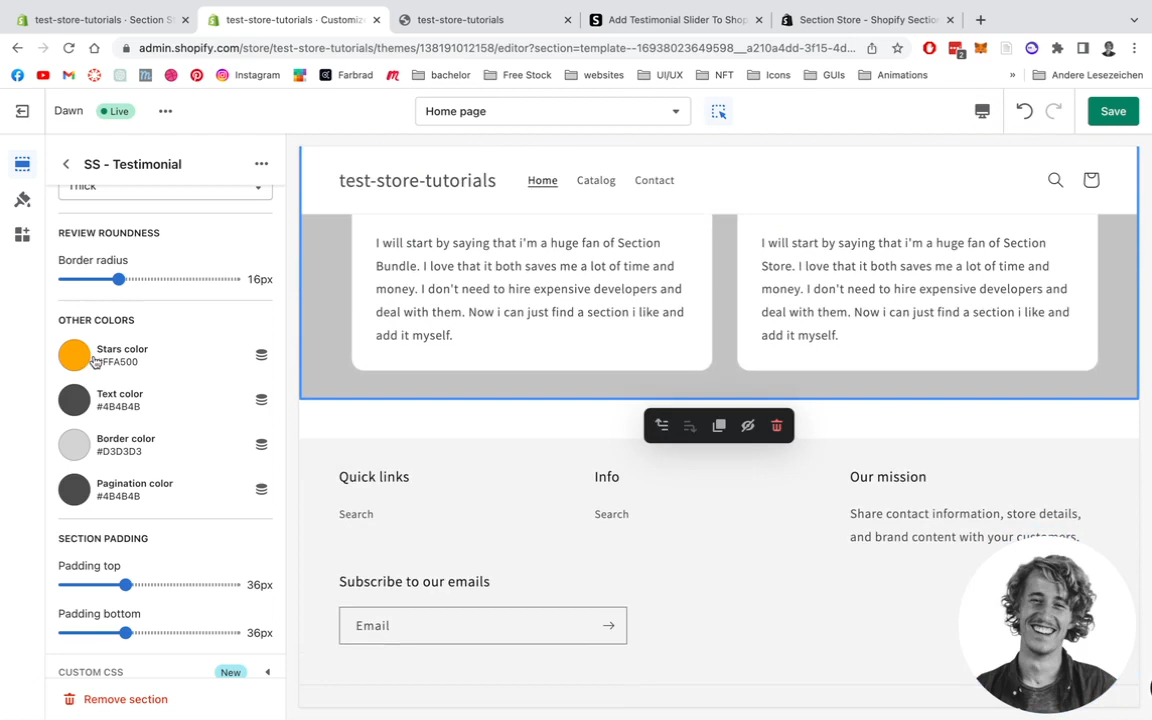 test-store-tutorials · Section S
test-store-tutorials · Customize
test-store-tutorials
Add Testimonial Slider To Shop
Section Store - Shopify Section
admin.shopify.com/store/test-store-tutorials/themes/138191012158/editor?section=template--16938023649598__a210a4dd-3f15-4d...
2
Instagram
Farbrad
bachelor
Free Stock
websites
UI/UX
NFT
Icons
GUIs
Animations
»
Andere Lesezeichen
Dawn
Live
Home page
Save
SS - Testimonial
Thick
REVIEW ROUNDNESS
Border radius
16px
OTHER COLORS
Stars color
#FFA500
Text color
#4B4B4B
Border color
#D3D3D3
Pagination color
#4B4B4B
SECTION PADDING
Padding top
36px
Padding bottom
36px
CUSTOM CSS
New
Remove section
test-store-tutorials
Home
Catalog
Contact
I will start by saying that i'm a huge fan of Section
Bundle. I love that it both saves me a lot of time and
money. I don't need to hire expensive developers and
deal with them. Now i can just find a section i like and
add it myself.
I will start by saying that i'm a huge fan of Section
Store. I love that it both saves me a lot of time and
money. I don't need to hire expensive developers and
deal with them. Now i can just find a section i like and
add it myself.
Quick links
Search
Info
Search
Our mission
Share contact information, store details,
and brand content with your customers.
Subscribe to our emails
Email